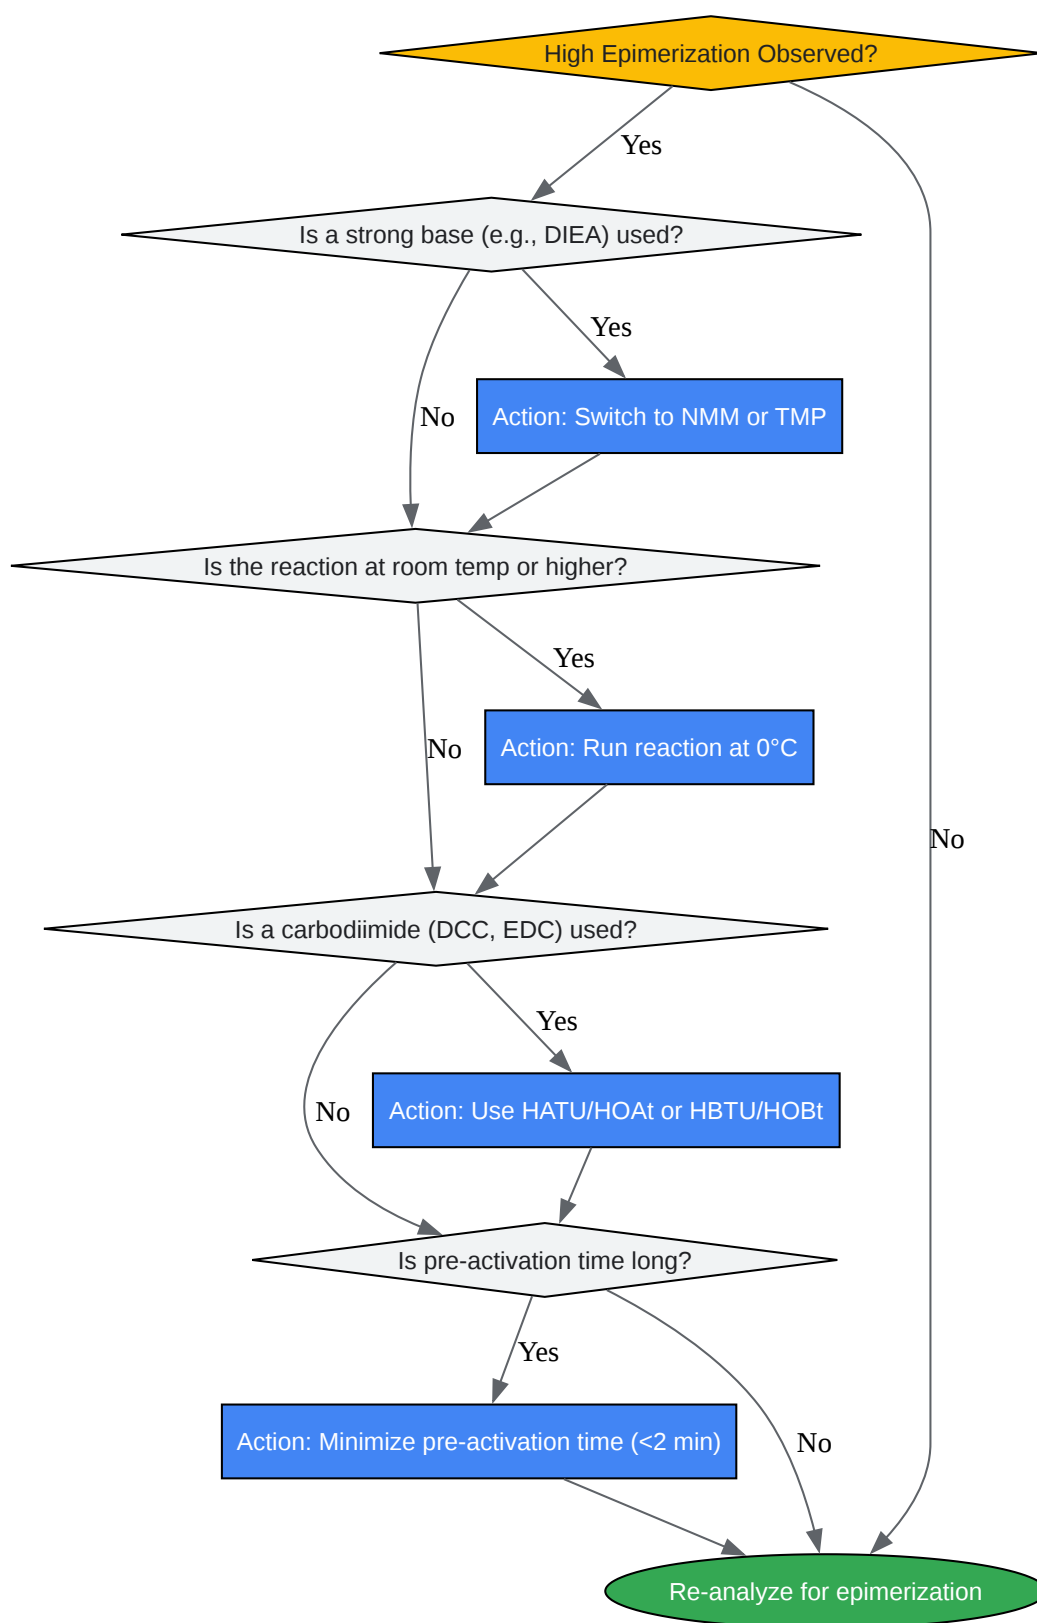 High Epimerization Observed?
Yes
Is a strong base (e.g., DIEA) used?
Yes
No
Action: Switch to NMM or TMP
Is the reaction at room temp or higher?
Yes
No
Action: Run reaction at 0°C
No
Is a carbodiimide (DCC, EDC) used?
Yes
No
Action: Use HATU/HOAt or HBTU/HOBt
Is pre-activation time long?
Yes
Action: Minimize pre-activation time (<2 min)
No
Re-analyze for epimerization